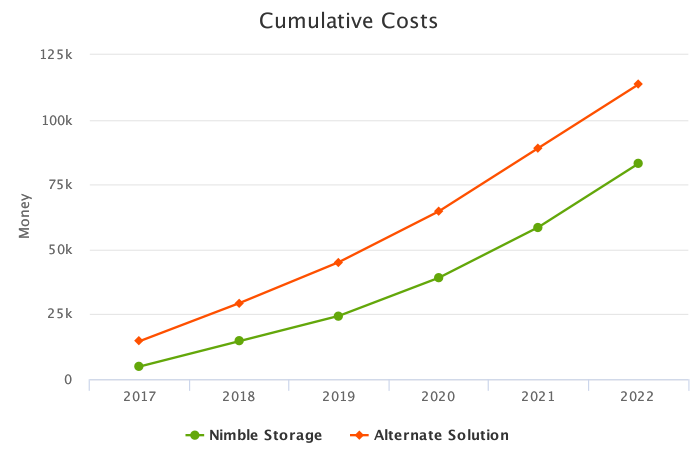 Cumulative Costs
125k
100k
75k
50k
25k
0
Money
2017 2018 2019 2020 2021 2022
Nimble Storage Alternate Solution